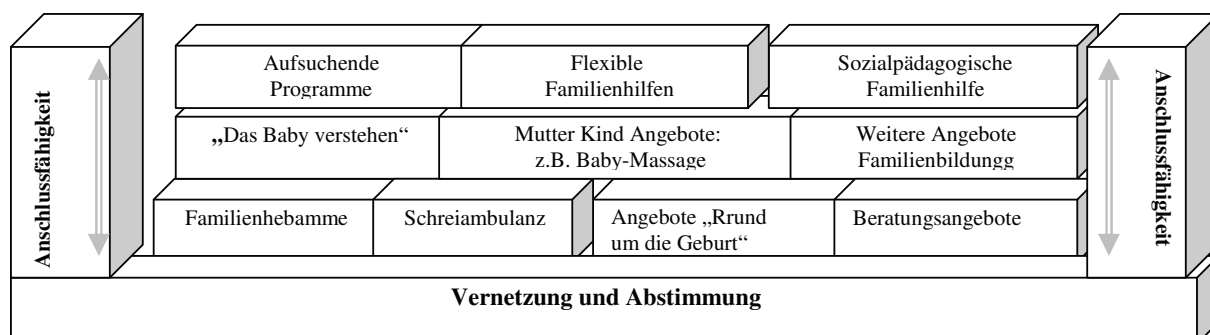 Anschlussfähigkeit
Aufsuchende
Programme
Flexible
Familienhilfen
Sozialpädagogische
Familienhilfe
„Das Baby verstehen“
Mutter Kind Angebote:
z.B. Baby-Massage
Weitere Angebote
Familienbildungg
Familienhebamme
Schreiambulanz
Angebote „Rrund
um die Geburt“
Beratungsangebote
Anschlussfähigkeit
Vernetzung und Abstimmung